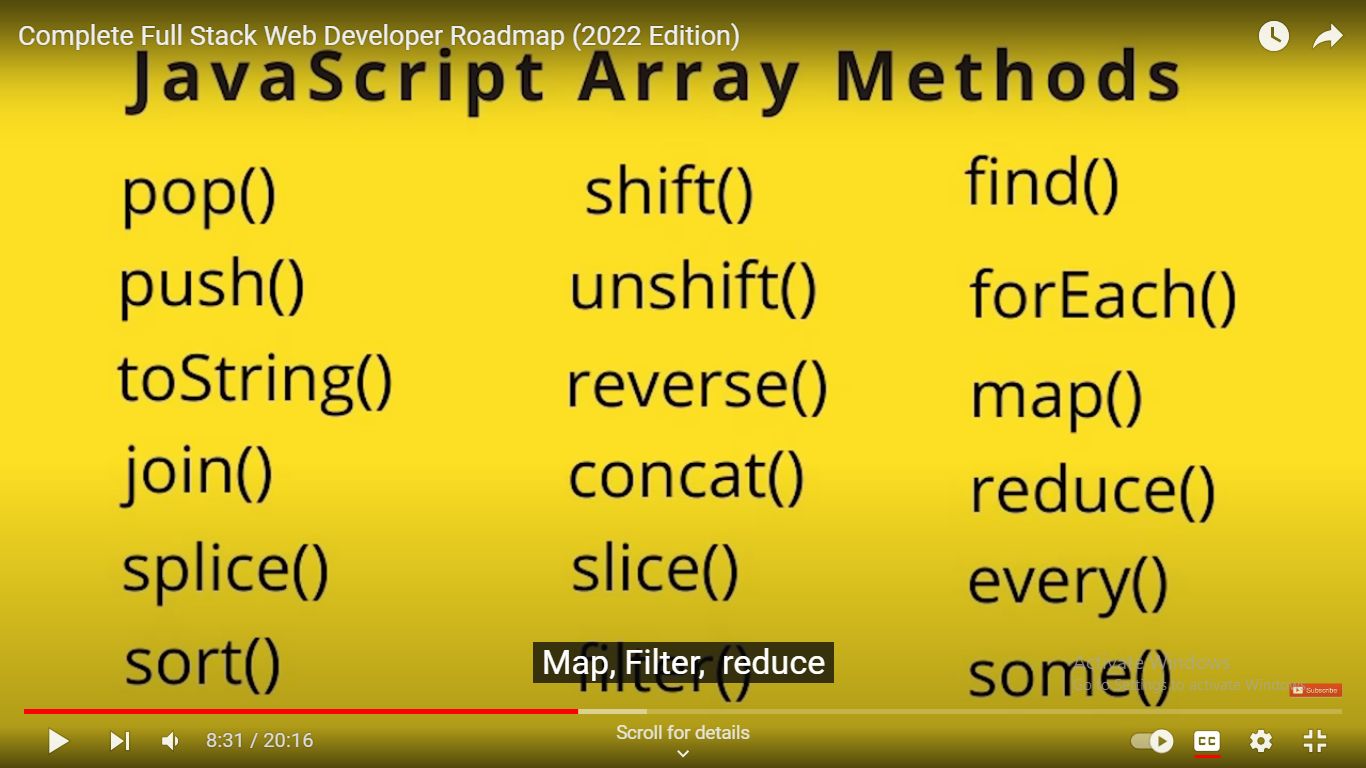 Complete Full Stack Web Developer Roadmap (2022 Edition)
JavaScript Array Methods
pop()
push()
toString()
join()
splice()
sort()
shift()
unshift()
reverse()
concat()
slice()
filter()
find()
forEach()
map()
reduce()
every()
some()
Map, Filter, reduce
Activate Windows
Go to Settings to activate Windows.
Subscribe
8:31 / 20:16
Scroll for details
CC